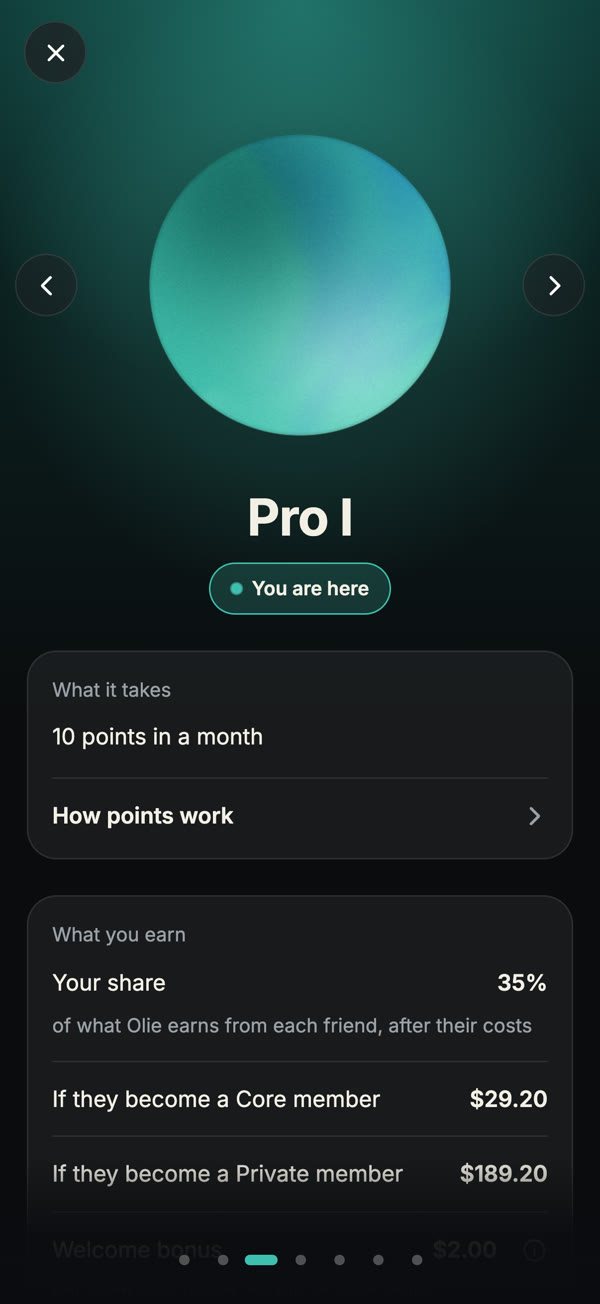 Pro I
You are here
What it takes
10 points in a month
How points work
What you earn
Your share 35%
of what Olie earns from each friend, after their costs
If they become a Core member $29.20
If they become a Private member $189.20
Welcome bonus $2.00